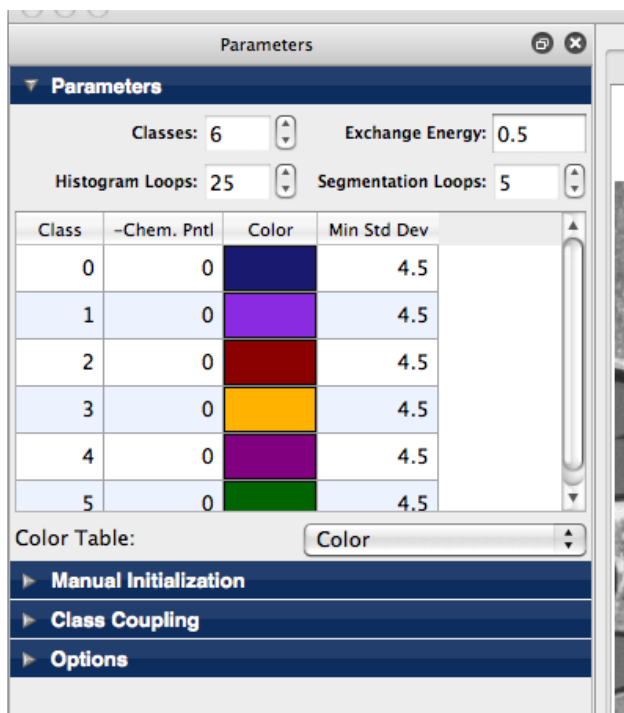 Parameters
Parameters
Classes: 6 Exchange Energy: 0.5
Histogram Loops: 25 Segmentation Loops: 5
Class -Chem. Pntl Color Min Std Dev
0 0 4.5
1 0 4.5
2 0 4.5
3 0 4.5
4 0 4.5
5 0 4.5
Color Table: Color
Manual Initialization
Class Coupling
Options